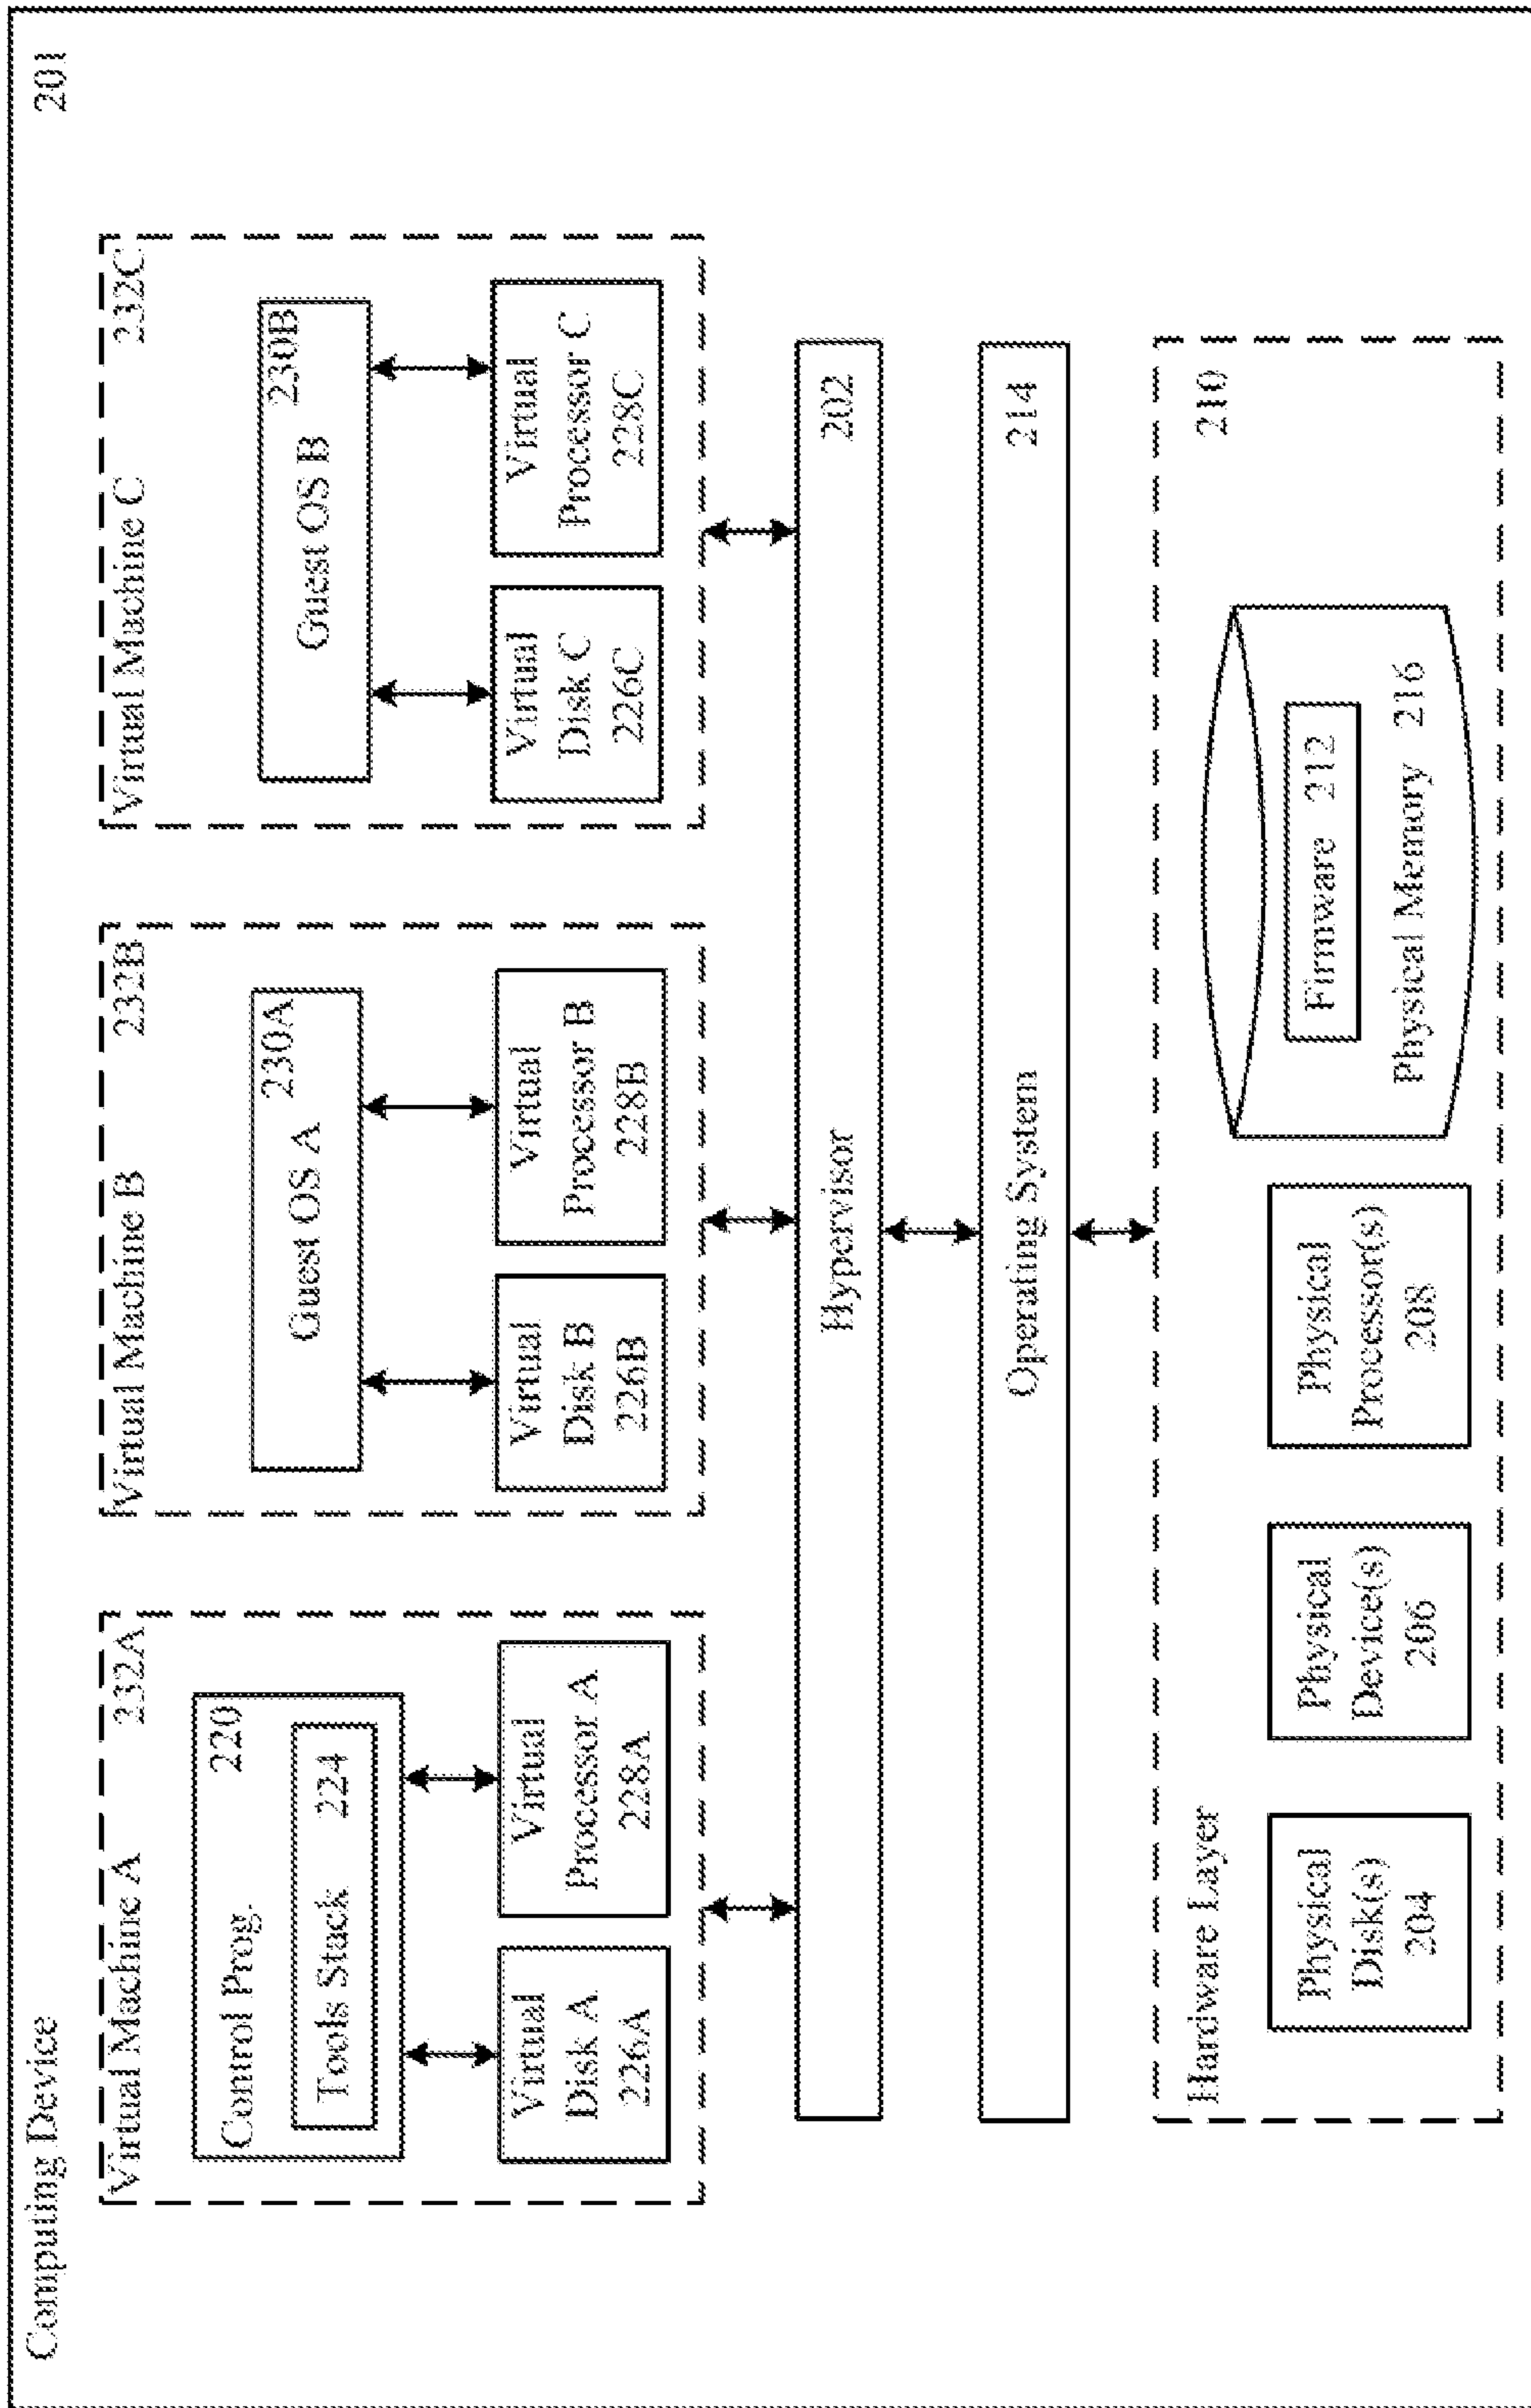 Computing Device
201
Virtual Machine A
232A
Control Prog.
220
Tools Stack 224
Virtual
Disk A
226A
Virtual
Processor A
228A
Virtual Machine B
232B
Guest OS A
230A
Virtual
Disk B
226B
Virtual
Processor B
228B
Virtual Machine C
232C
Guest OS B
230B
Virtual
Disk C
226C
Virtual
Processor C
228C
Hypervisor
202
Operating System
214
Hardware Layer
210
Physical
Disk(s)
204
Physical
Device(s)
206
Physical
Processor(s)
208
Firmware 212
Physical Memory 216